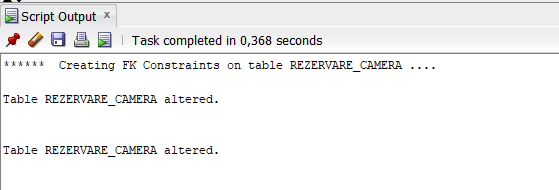 Script Output x
Task completed in 0,368 seconds
****** Creating FK Constraints on table REZERVARE_CAMERA ....
Table REZERVARE_CAMERA altered.
Table REZERVARE_CAMERA altered.